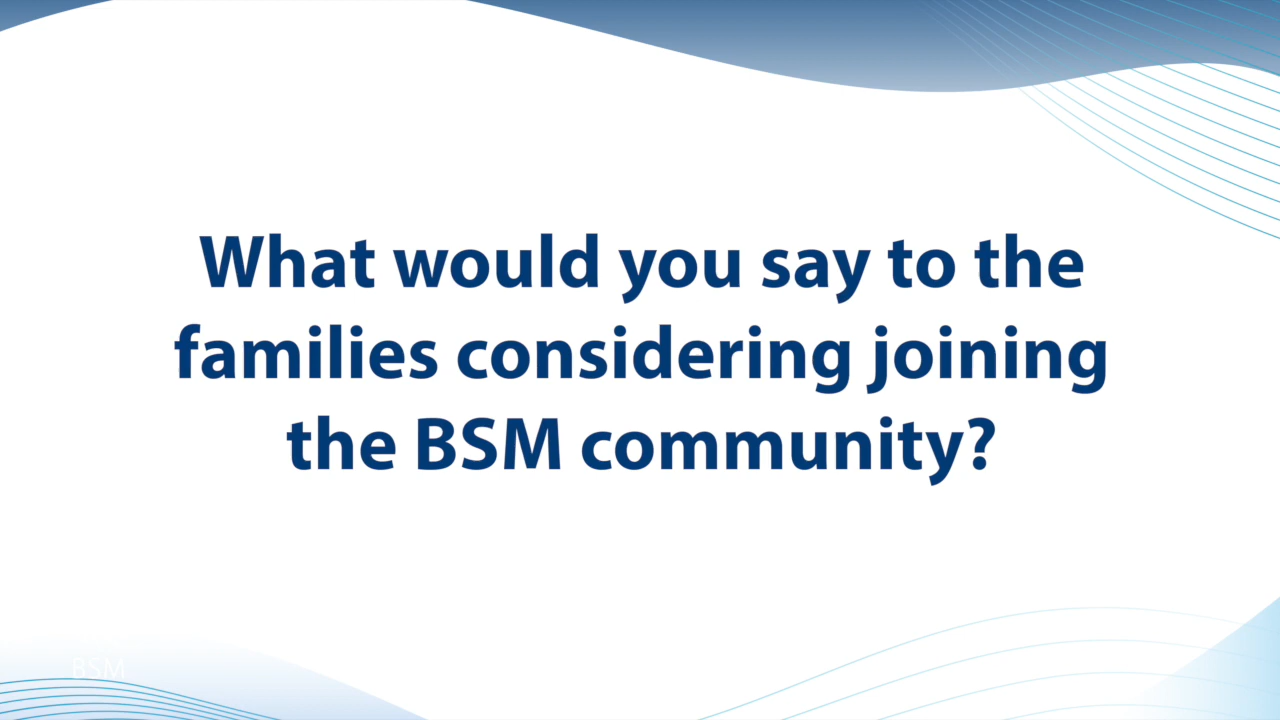 What would you say to the
families considering joining
the BSM community?
BSM